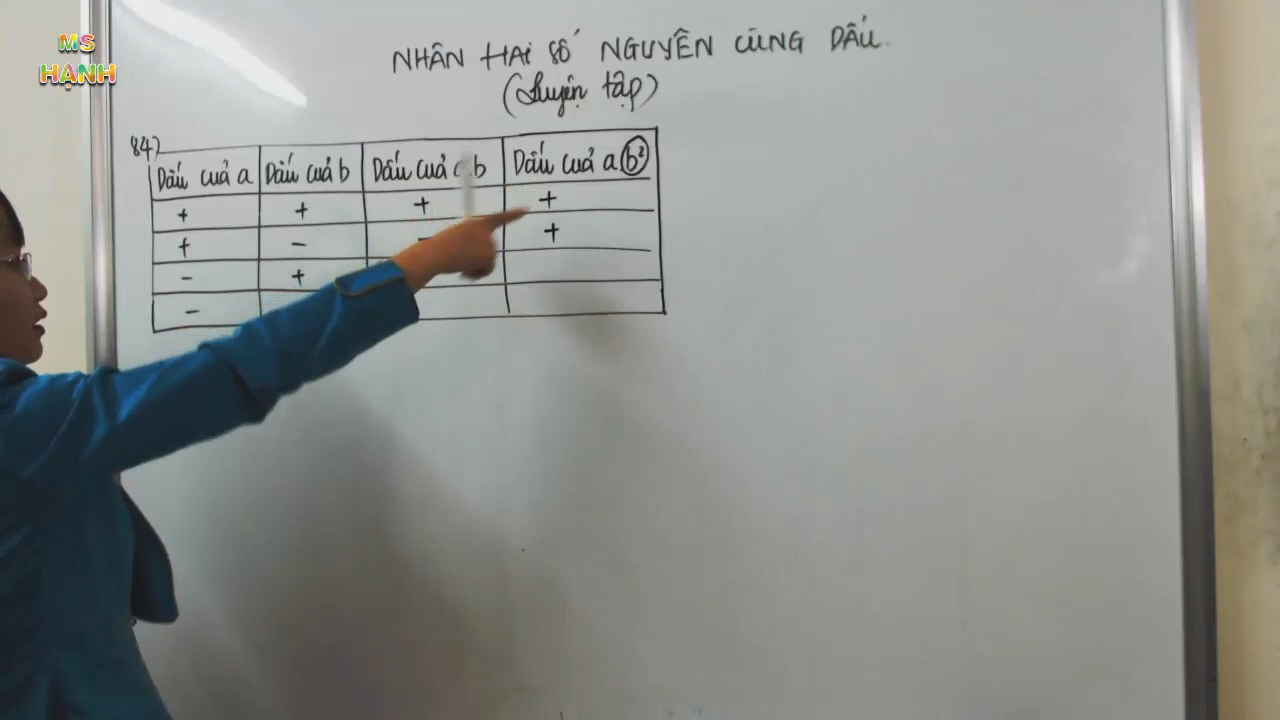 MS
HẠNH
NHÂN HAI SỐ NGUYÊN CÙNG DẤU.
(Luyện tập)
84)
Dấu của a Dấu của b Dấu của a.b Dấu của a b²
+ + + +
+ - - +
- +
-